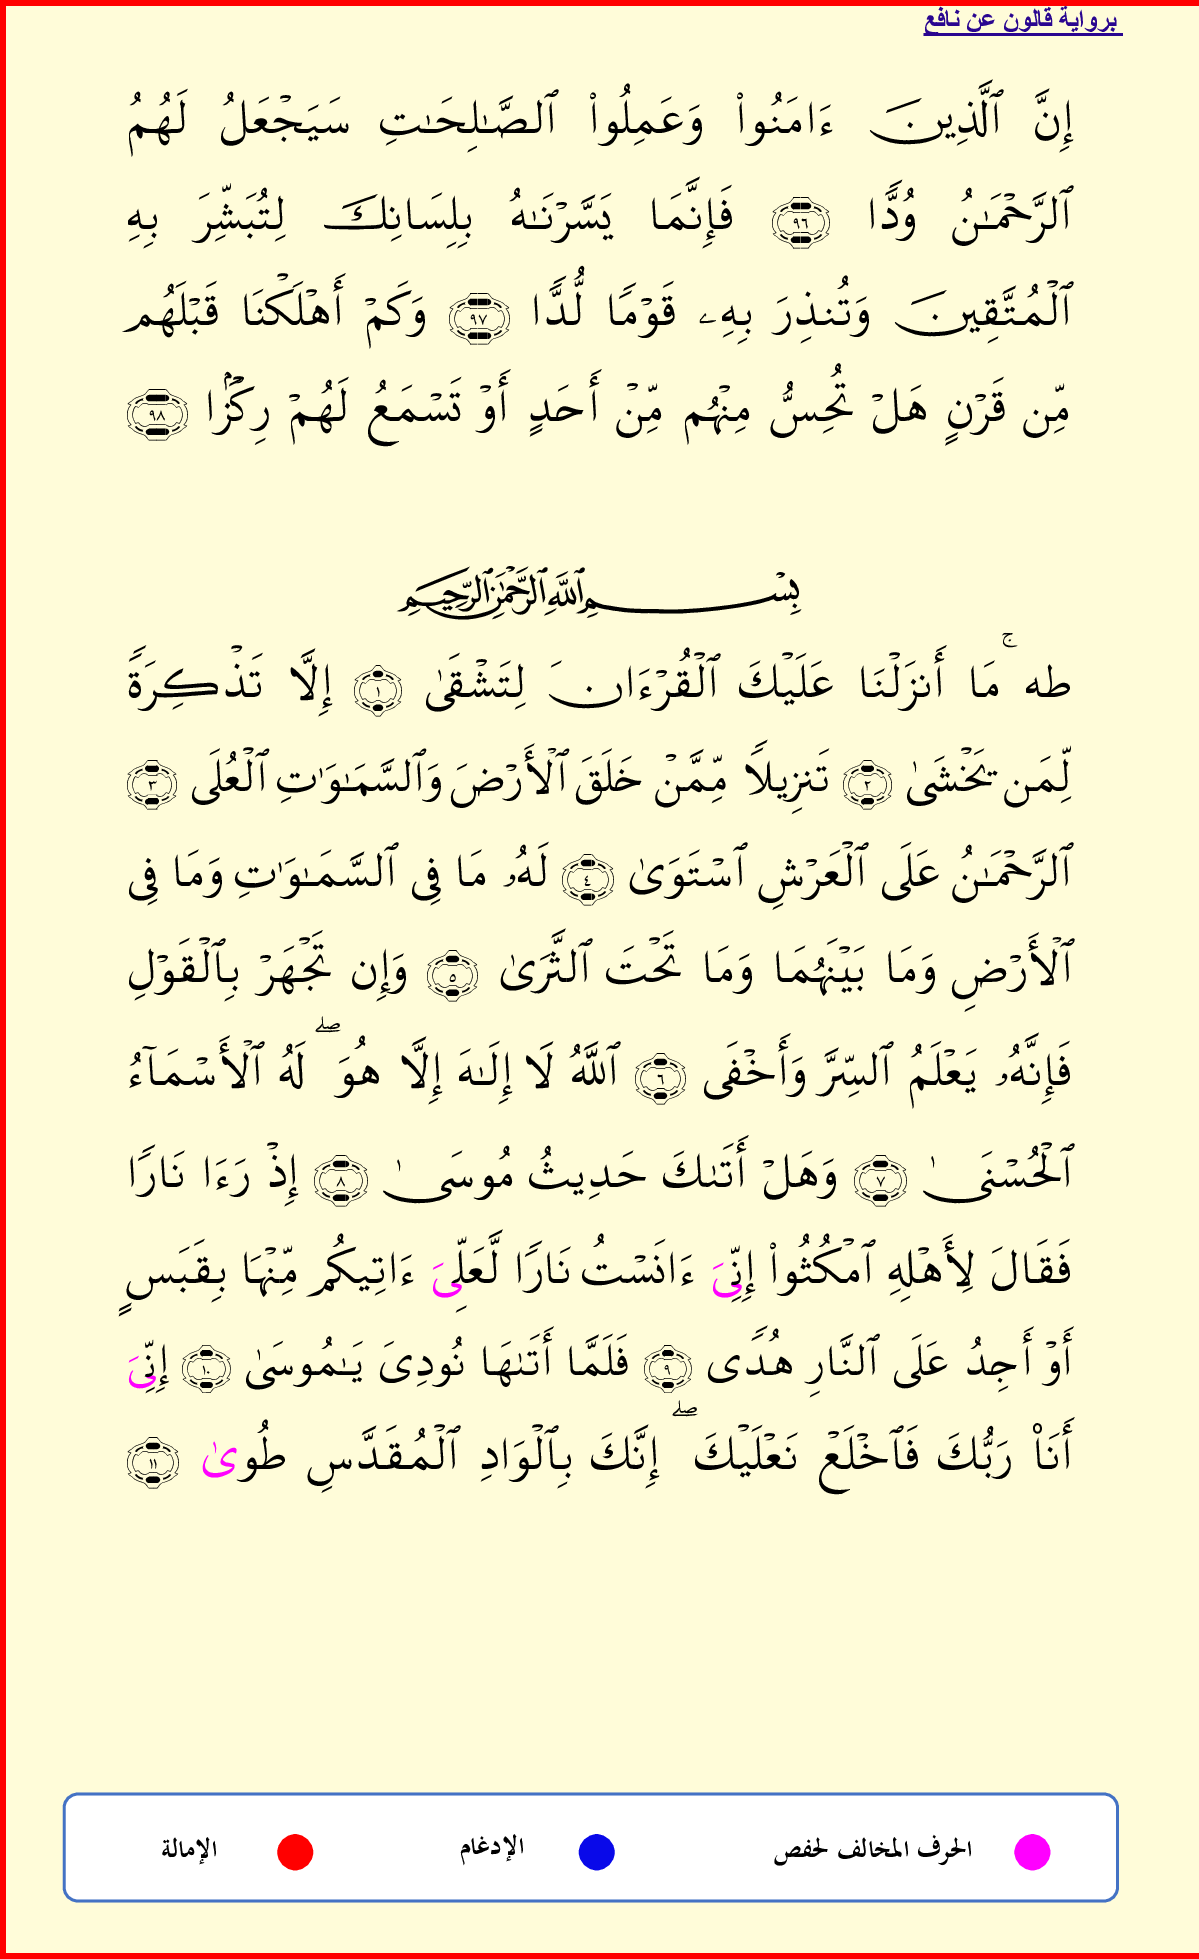 برواية قالون عن نافع
إِنَّ ٱلَّذِينَ ءَامَنُواْ وَعَمِلُواْ ٱلصَّـٰلِحَـٰتِ سَيَجْعَلُ لَهُمُ
ٱلرَّحْمَـٰنُ وُدًّا ٩٦ فَإِنَّمَا يَسَّرْنَـٰهُ بِلِسَانِكَ لِتُبَشِّرَ بِهِ
ٱلْمُتَّقِينَ وَتُنذِرَ بِهِۦ قَوْمًا لُّدًّا ٩٧ وَكَمْ أَهْلَكْنَا قَبْلَهُم
مِّن قَرْنٍ هَلْ تُحِسُّ مِنْهُم مِّنْ أَحَدٍ أَوْ تَسْمَعُ لَهُمْ رِكْزًۢا ٩٨
بِسْمِ ٱللَّهِ ٱلرَّحْمَـٰنِ ٱلرَّحِيمِ
طه ۚ مَا أَنزَلْنَا عَلَيْكَ ٱلْقُرْءَانَ لِتَشْقَىٰ ١ إِلَّا تَذْكِرَةً
لِّمَن يَخْشَىٰ ٢ تَنزِيلاً مِّمَّنْ خَلَقَ ٱلْأَرْضَ وَٱلسَّمَـٰوَٰتِ ٱلْعُلَى ٣
ٱلرَّحْمَـٰنُ عَلَى ٱلْعَرْشِ ٱسْتَوَىٰ ٤ لَهُۥ مَا فِى ٱلسَّمَـٰوَٰتِ وَمَا فِى
ٱلْأَرْضِ وَمَا بَيْنَهُمَا وَمَا تَحْتَ ٱلثَّرَىٰ ٥ وَإِن تَجْهَرْ بِٱلْقَوْلِ
فَإِنَّهُۥ يَعْلَمُ ٱلسِّرَّ وَأَخْفَى ٦ ٱللَّهُ لَا إِلَـٰهَ إِلَّا هُوَ ۖ لَهُ ٱلْأَسْمَآءُ
ٱلْحُسْنَىٰ ٧ وَهَلْ أَتَىٰكَ حَدِيثُ مُوسَىٰ ٨ إِذْ رَءَا نَارًا
فَقَالَ لِأَهْلِهِ ٱمْكُثُواْ إِنِّىَ ءَانَسْتُ نَارًا لَّعَلِّىَ ءَاتِيكُم مِّنْهَا بِقَبَسٍ
أَوْ أَجِدُ عَلَى ٱلنَّارِ هُدًى ٩ فَلَمَّا أَتَىٰهَا نُودِىَ يَـٰمُوسَىٰ ١٠ إِنِّىَ
أَنَا۠ رَبُّكَ فَٱخْلَعْ نَعْلَيْكَ ۖ إِنَّكَ بِٱلْوَادِ ٱلْمُقَدَّسِ طُوىٰ ١١
الحرف المخالف لحفص الإدغام الإمالة